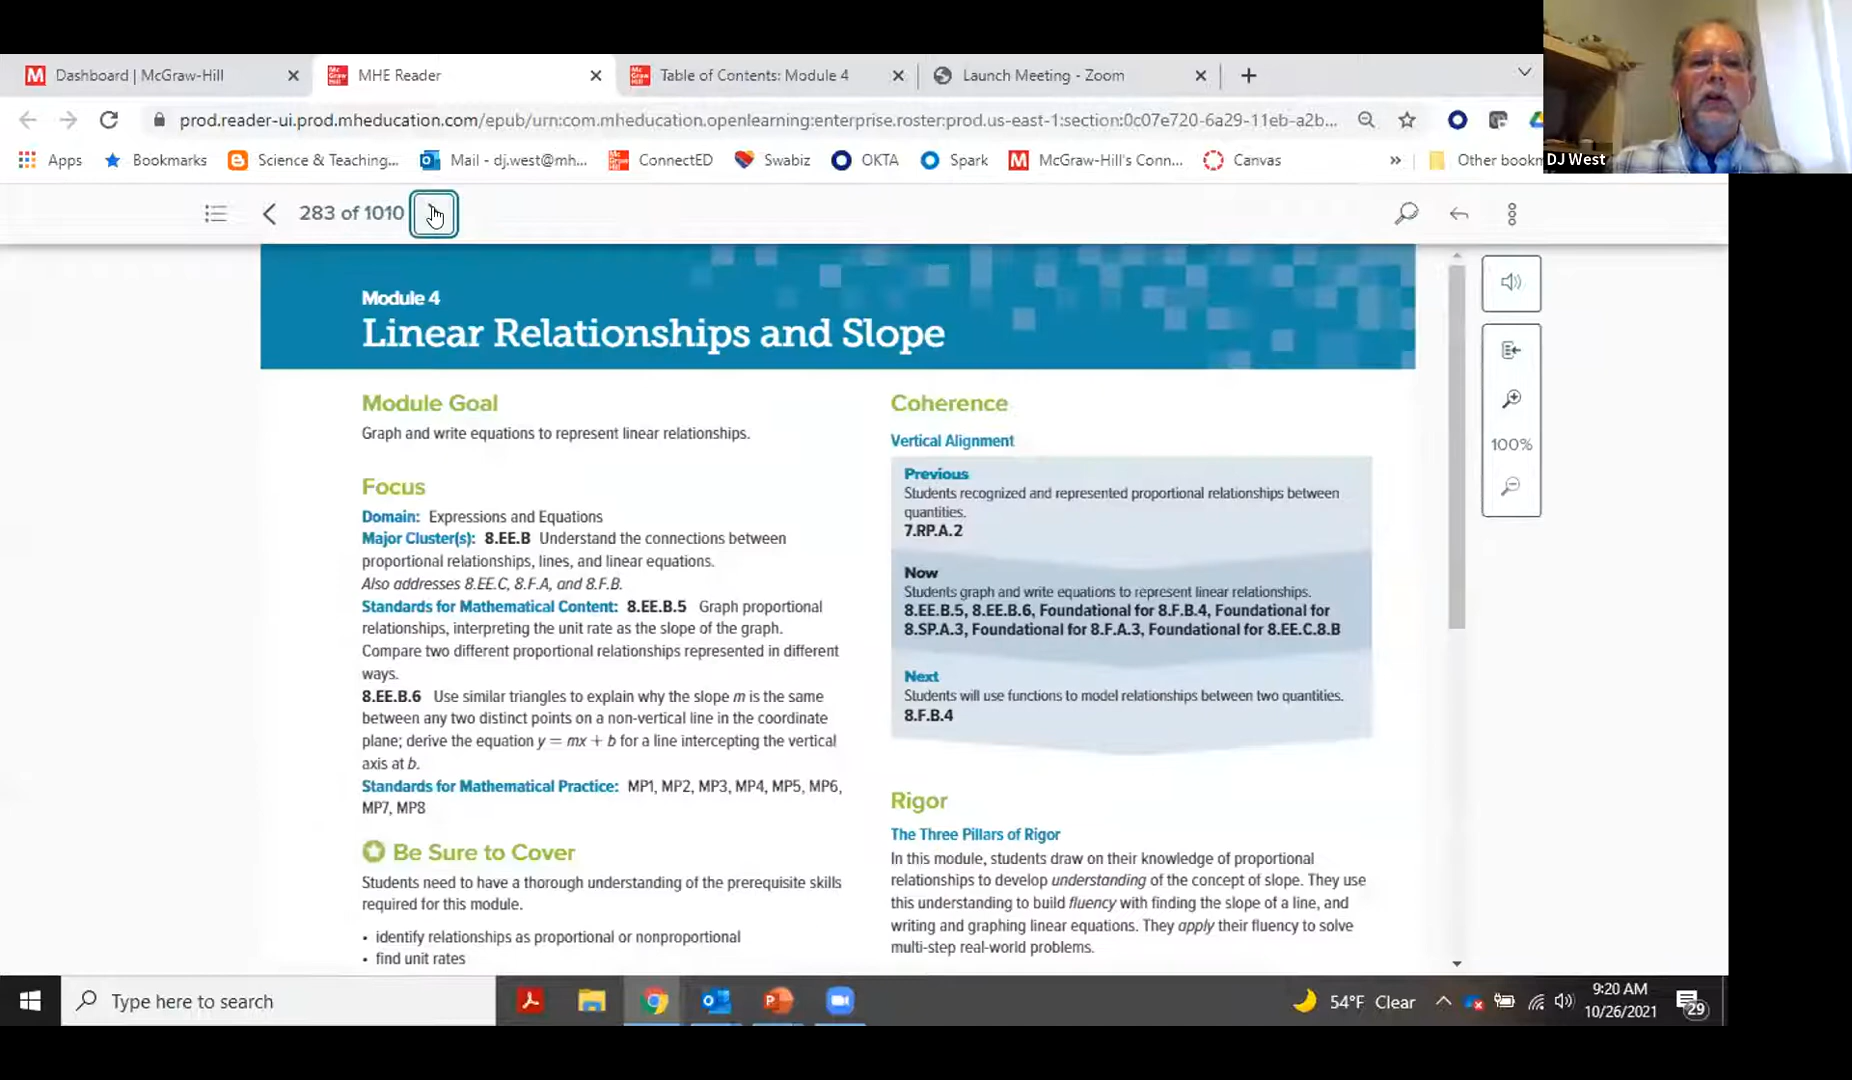 Dashboard | McGraw-Hill
MHE Reader
Table of Contents: Module 4
Launch Meeting - Zoom
prod.reader-ui.prod.mheducation.com/epub/urn:com.mheducation.openlearning:enterprise.roster:prod.us-east-1:section:0c07e720-6a29-11eb-a2b...
Apps
Bookmarks
Science & Teaching...
Mail - dj.west@mh...
ConnectED
Swabiz
OKTA
Spark
McGraw-Hill's Conn...
Canvas
»
Other bookm
DJ West
283 of 1010
Module 4
Linear Relationships and Slope
Module Goal
Graph and write equations to represent linear relationships.
Focus
Domain: Expressions and Equations
Major Cluster(s): 8.EE.B Understand the connections between
proportional relationships, lines, and linear equations.
Also addresses 8.EE.C, 8.F.A, and 8.F.B.
Standards for Mathematical Content: 8.EE.B.5 Graph proportional
relationships, interpreting the unit rate as the slope of the graph.
Compare two different proportional relationships represented in different
ways.
8.EE.B.6 Use similar triangles to explain why the slope m is the same
between any two distinct points on a non-vertical line in the coordinate
plane; derive the equation y = mx + b for a line intercepting the vertical
axis at b.
Standards for Mathematical Practice: MP1, MP2, MP3, MP4, MP5, MP6,
MP7, MP8
Be Sure to Cover
Students need to have a thorough understanding of the prerequisite skills
required for this module.
• identify relationships as proportional or nonproportional
• find unit rates
Coherence
Vertical Alignment
Previous
Students recognized and represented proportional relationships between
quantities.
7.RP.A.2
Now
Students graph and write equations to represent linear relationships.
8.EE.B.5, 8.EE.B.6, Foundational for 8.F.B.4, Foundational for
8.SP.A.3, Foundational for 8.F.A.3, Foundational for 8.EE.C.8.B
Next
Students will use functions to model relationships between two quantities.
8.F.B.4
Rigor
The Three Pillars of Rigor
In this module, students draw on their knowledge of proportional
relationships to develop understanding of the concept of slope. They use
this understanding to build fluency with finding the slope of a line, and
writing and graphing linear equations. They apply their fluency to solve
multi-step real-world problems.
100%
Type here to search
54°F Clear
9:20 AM
10/26/2021
29